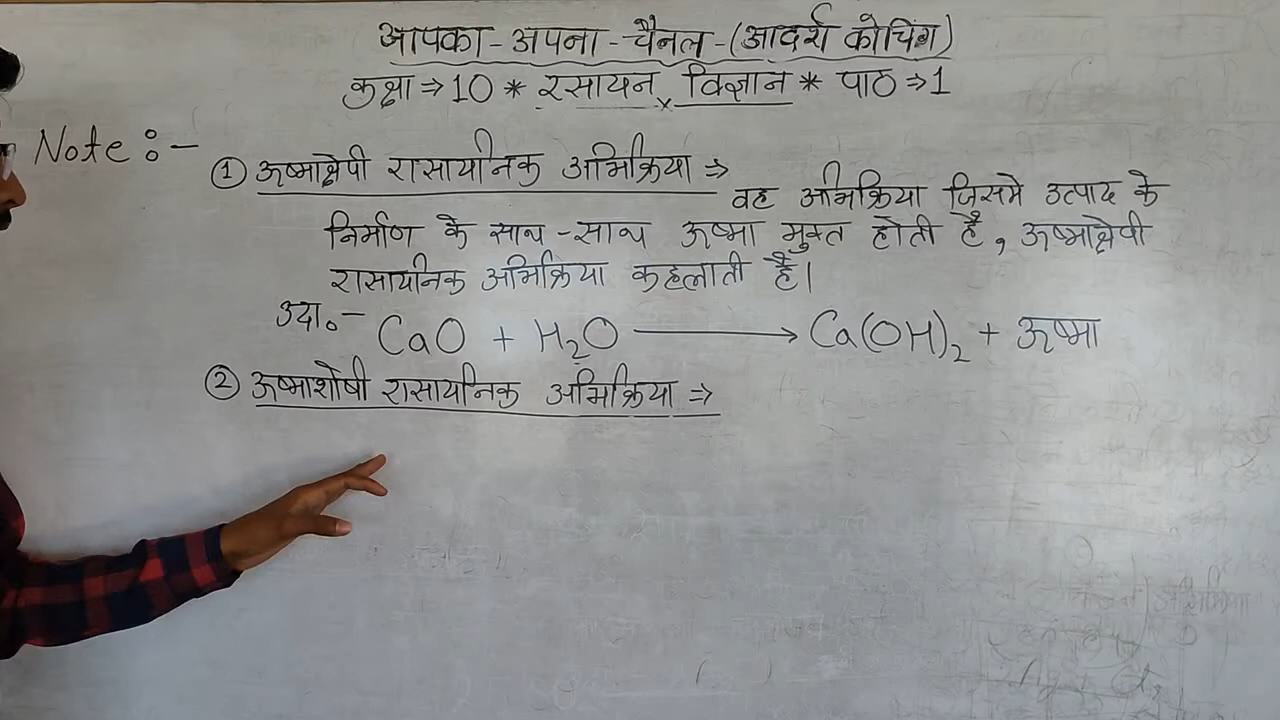 आपका - अपना - चैनल - (आदर्श कोचिंग)
कक्षा ⇒ 10 * रसायन विज्ञान * पाठ ⇒ 1
Note :-
① ऊष्माक्षेपी रासायनिक अभिक्रिया ⇒ वह अभिक्रिया जिसमे उत्पाद के
निर्माण के साथ - साथ ऊष्मा मुक्त होती है, ऊष्माक्षेपी
रासायनिक अभिक्रिया कहलाती है।
उदा०- CaO + H₂O ⟶ Ca(OH)₂ + ऊष्मा
② ऊष्माशोषी रासायनिक अभिक्रिया ⇒